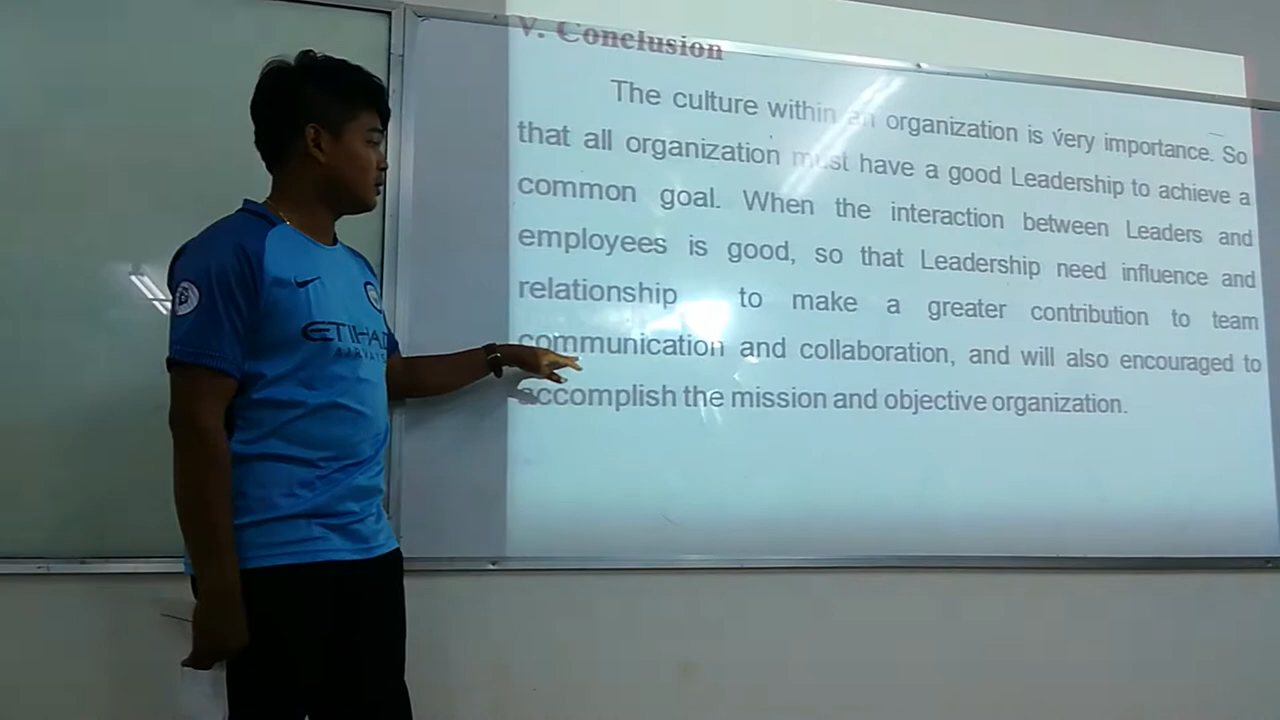 V. Conclusion
The culture within an organization is very importance. So
that all organization must have a good Leadership to achieve a
common goal. When the interaction between Leaders and
employees is good, so that Leadership need influence and
relationship to make a greater contribution to team
communication and collaboration, and will also encouraged to
accomplish the mission and objective organization.
ETIHAD
AIRWAYS